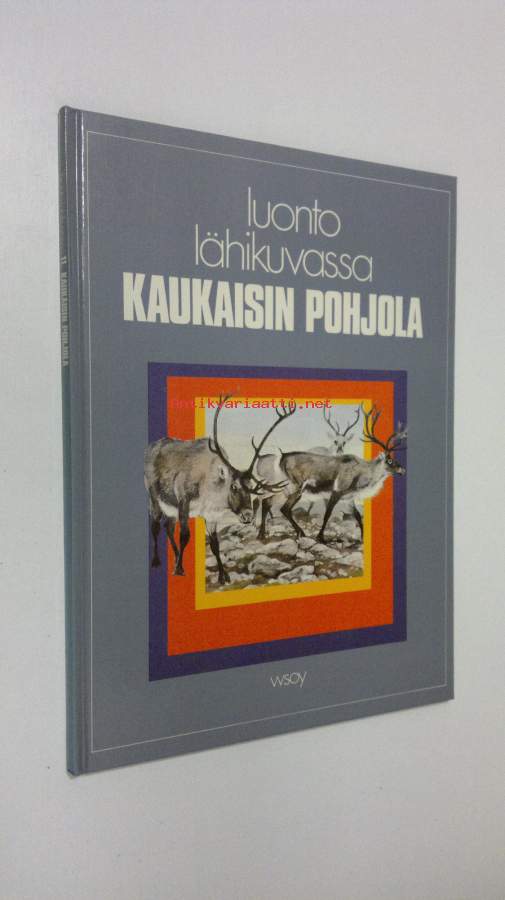 luonto
lähikuvassa
KAUKAISIN POHJOLA
Antikvariaatti.net
wsoy
11 KAUKAISIN POHJOLA